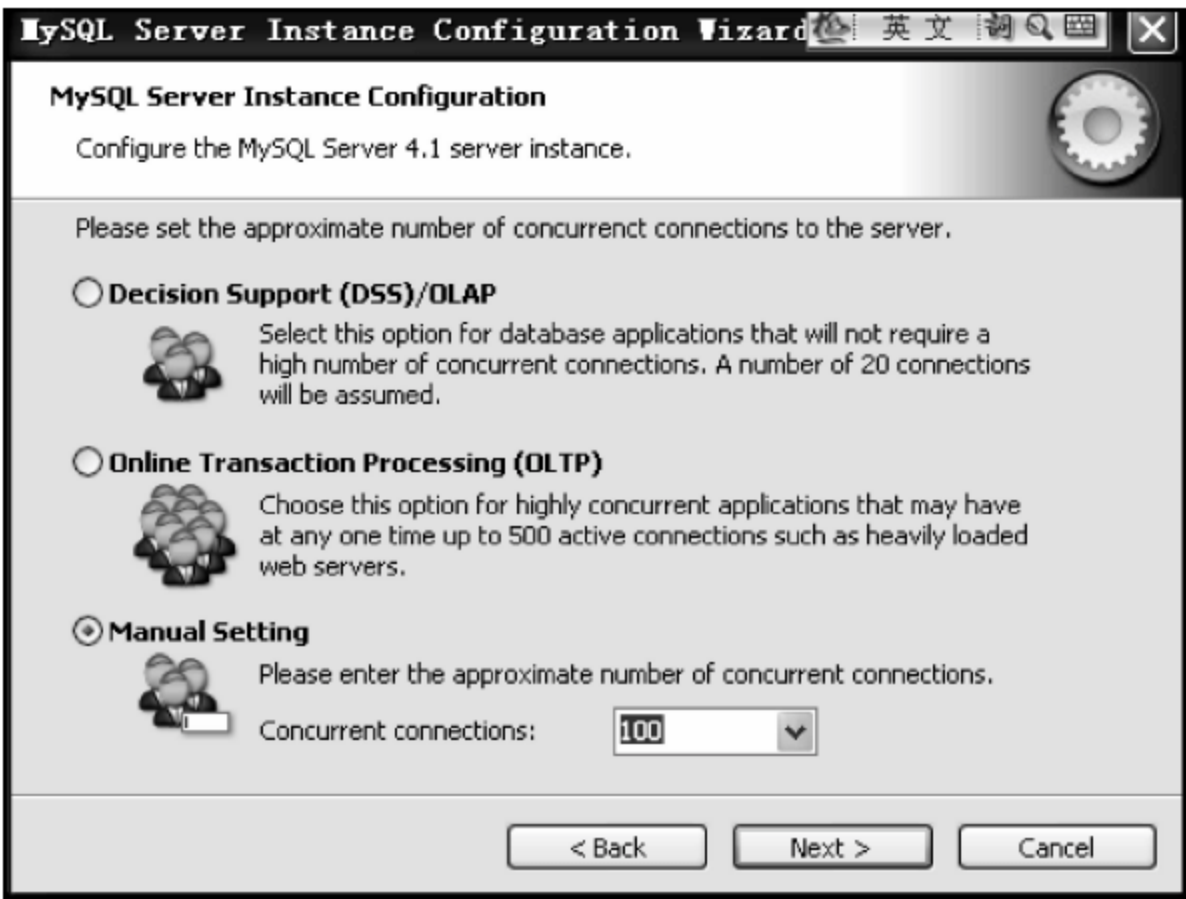 MySQL Server Instance Configuration Wizard 英 文 词
MySQL Server Instance Configuration
Configure the MySQL Server 4.1 server instance.
Please set the approximate number of concurrenct connections to the server.
Decision Support (DSS)/OLAP
Select this option for database applications that will not require a
high number of concurrent connections. A number of 20 connections
will be assumed.
Online Transaction Processing (OLTP)
Choose this option for highly concurrent applications that may have
at any one time up to 500 active connections such as heavily loaded
web servers.
Manual Setting
Please enter the approximate number of concurrent connections.
Concurrent connections: 100
< Back Next > Cancel